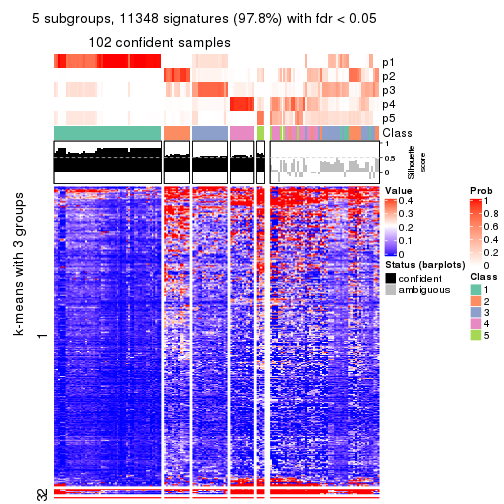 5 subgroups, 11348 signatures (97.8%) with fdr < 0.05
102 confident samples
p1
p2
p3
p4
p5
Class
1
0.5
0
Silhouette
score
k-means with 3 groups
1
3
2
Value
0.4
0.3
0.2
0.1
0
Status (barplots)
confident
ambiguous
Prob
1
0.8
0.6
0.4
0.2
0
Class
1
2
3
4
5